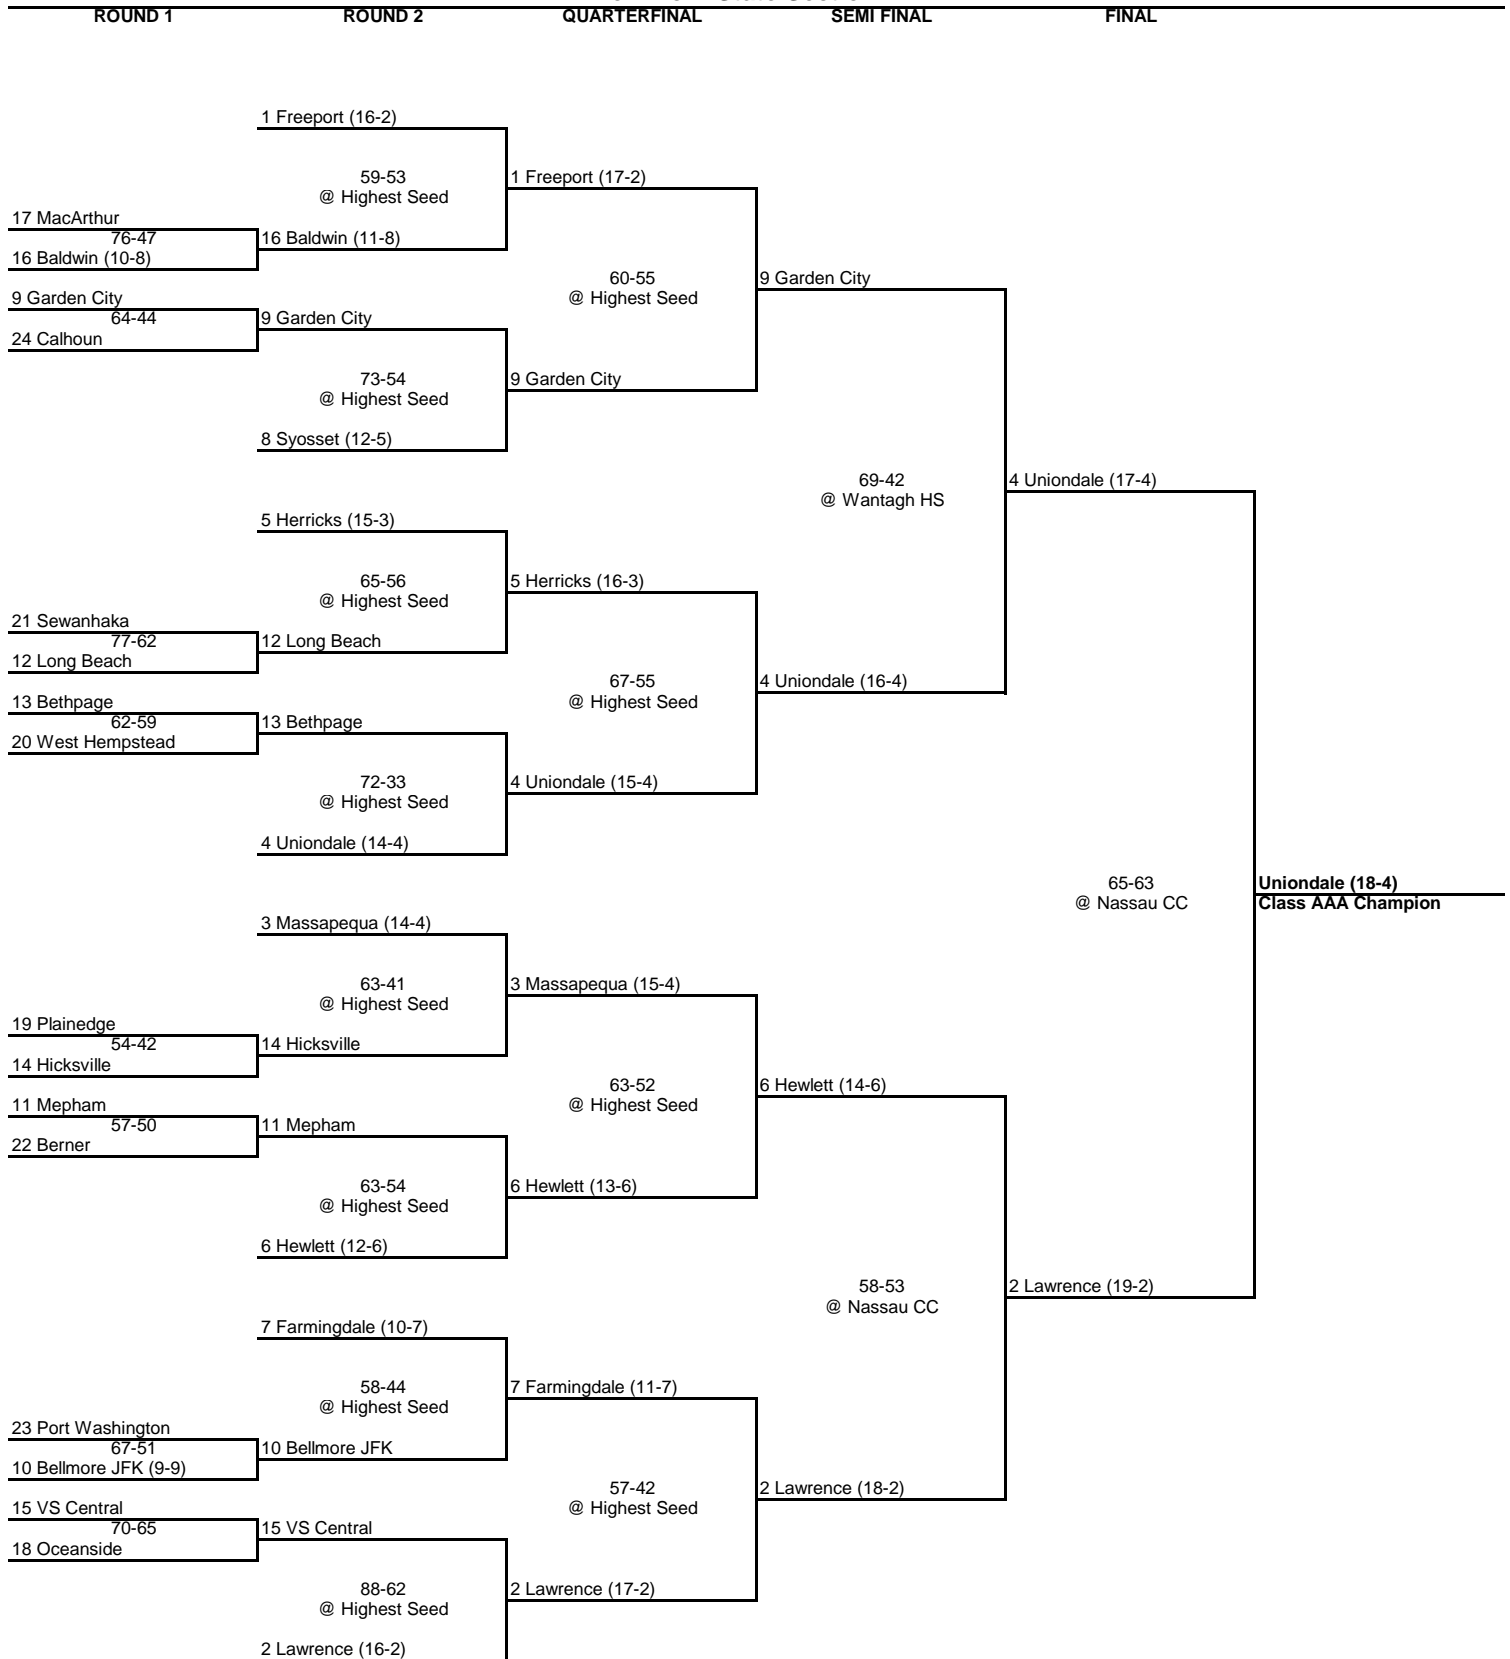 ROUND 1 ROUND 2 QUARTERFINAL SEMI FINAL FINAL
1 Freeport (16-2)
59-53 1 Freeport (17-2)
@ Highest Seed
17 MacArthur
76-47 16 Baldwin (11-8)
16 Baldwin (10-8)
60-55 9 Garden City
@ Highest Seed
9 Garden City
64-44 9 Garden City
24 Calhoun
73-54 9 Garden City
@ Highest Seed
8 Syosset (12-5)
69-42 4 Uniondale (17-4)
@ Wantagh HS
5 Herricks (15-3)
65-56 5 Herricks (16-3)
@ Highest Seed
21 Sewanhaka
77-62 12 Long Beach
12 Long Beach
67-55 4 Uniondale (16-4)
@ Highest Seed
13 Bethpage
62-59 13 Bethpage
20 West Hempstead
72-33 4 Uniondale (15-4)
@ Highest Seed
4 Uniondale (14-4)
65-63 Uniondale (18-4)
@ Nassau CC Class AAA Champion
3 Massapequa (14-4)
63-41 3 Massapequa (15-4)
@ Highest Seed
19 Plainedge
54-42 14 Hicksville
14 Hicksville
63-52 6 Hewlett (14-6)
@ Highest Seed
11 Mepham
57-50 11 Mepham
22 Berner
63-54 6 Hewlett (13-6)
@ Highest Seed
6 Hewlett (12-6)
58-53 2 Lawrence (19-2)
@ Nassau CC
7 Farmingdale (10-7)
58-44 7 Farmingdale (11-7)
@ Highest Seed
23 Port Washington
67-51 10 Bellmore JFK
10 Bellmore JFK (9-9)
57-42 2 Lawrence (18-2)
@ Highest Seed
15 VS Central
70-65 15 VS Central
18 Oceanside
88-62 2 Lawrence (17-2)
@ Highest Seed
2 Lawrence (16-2)